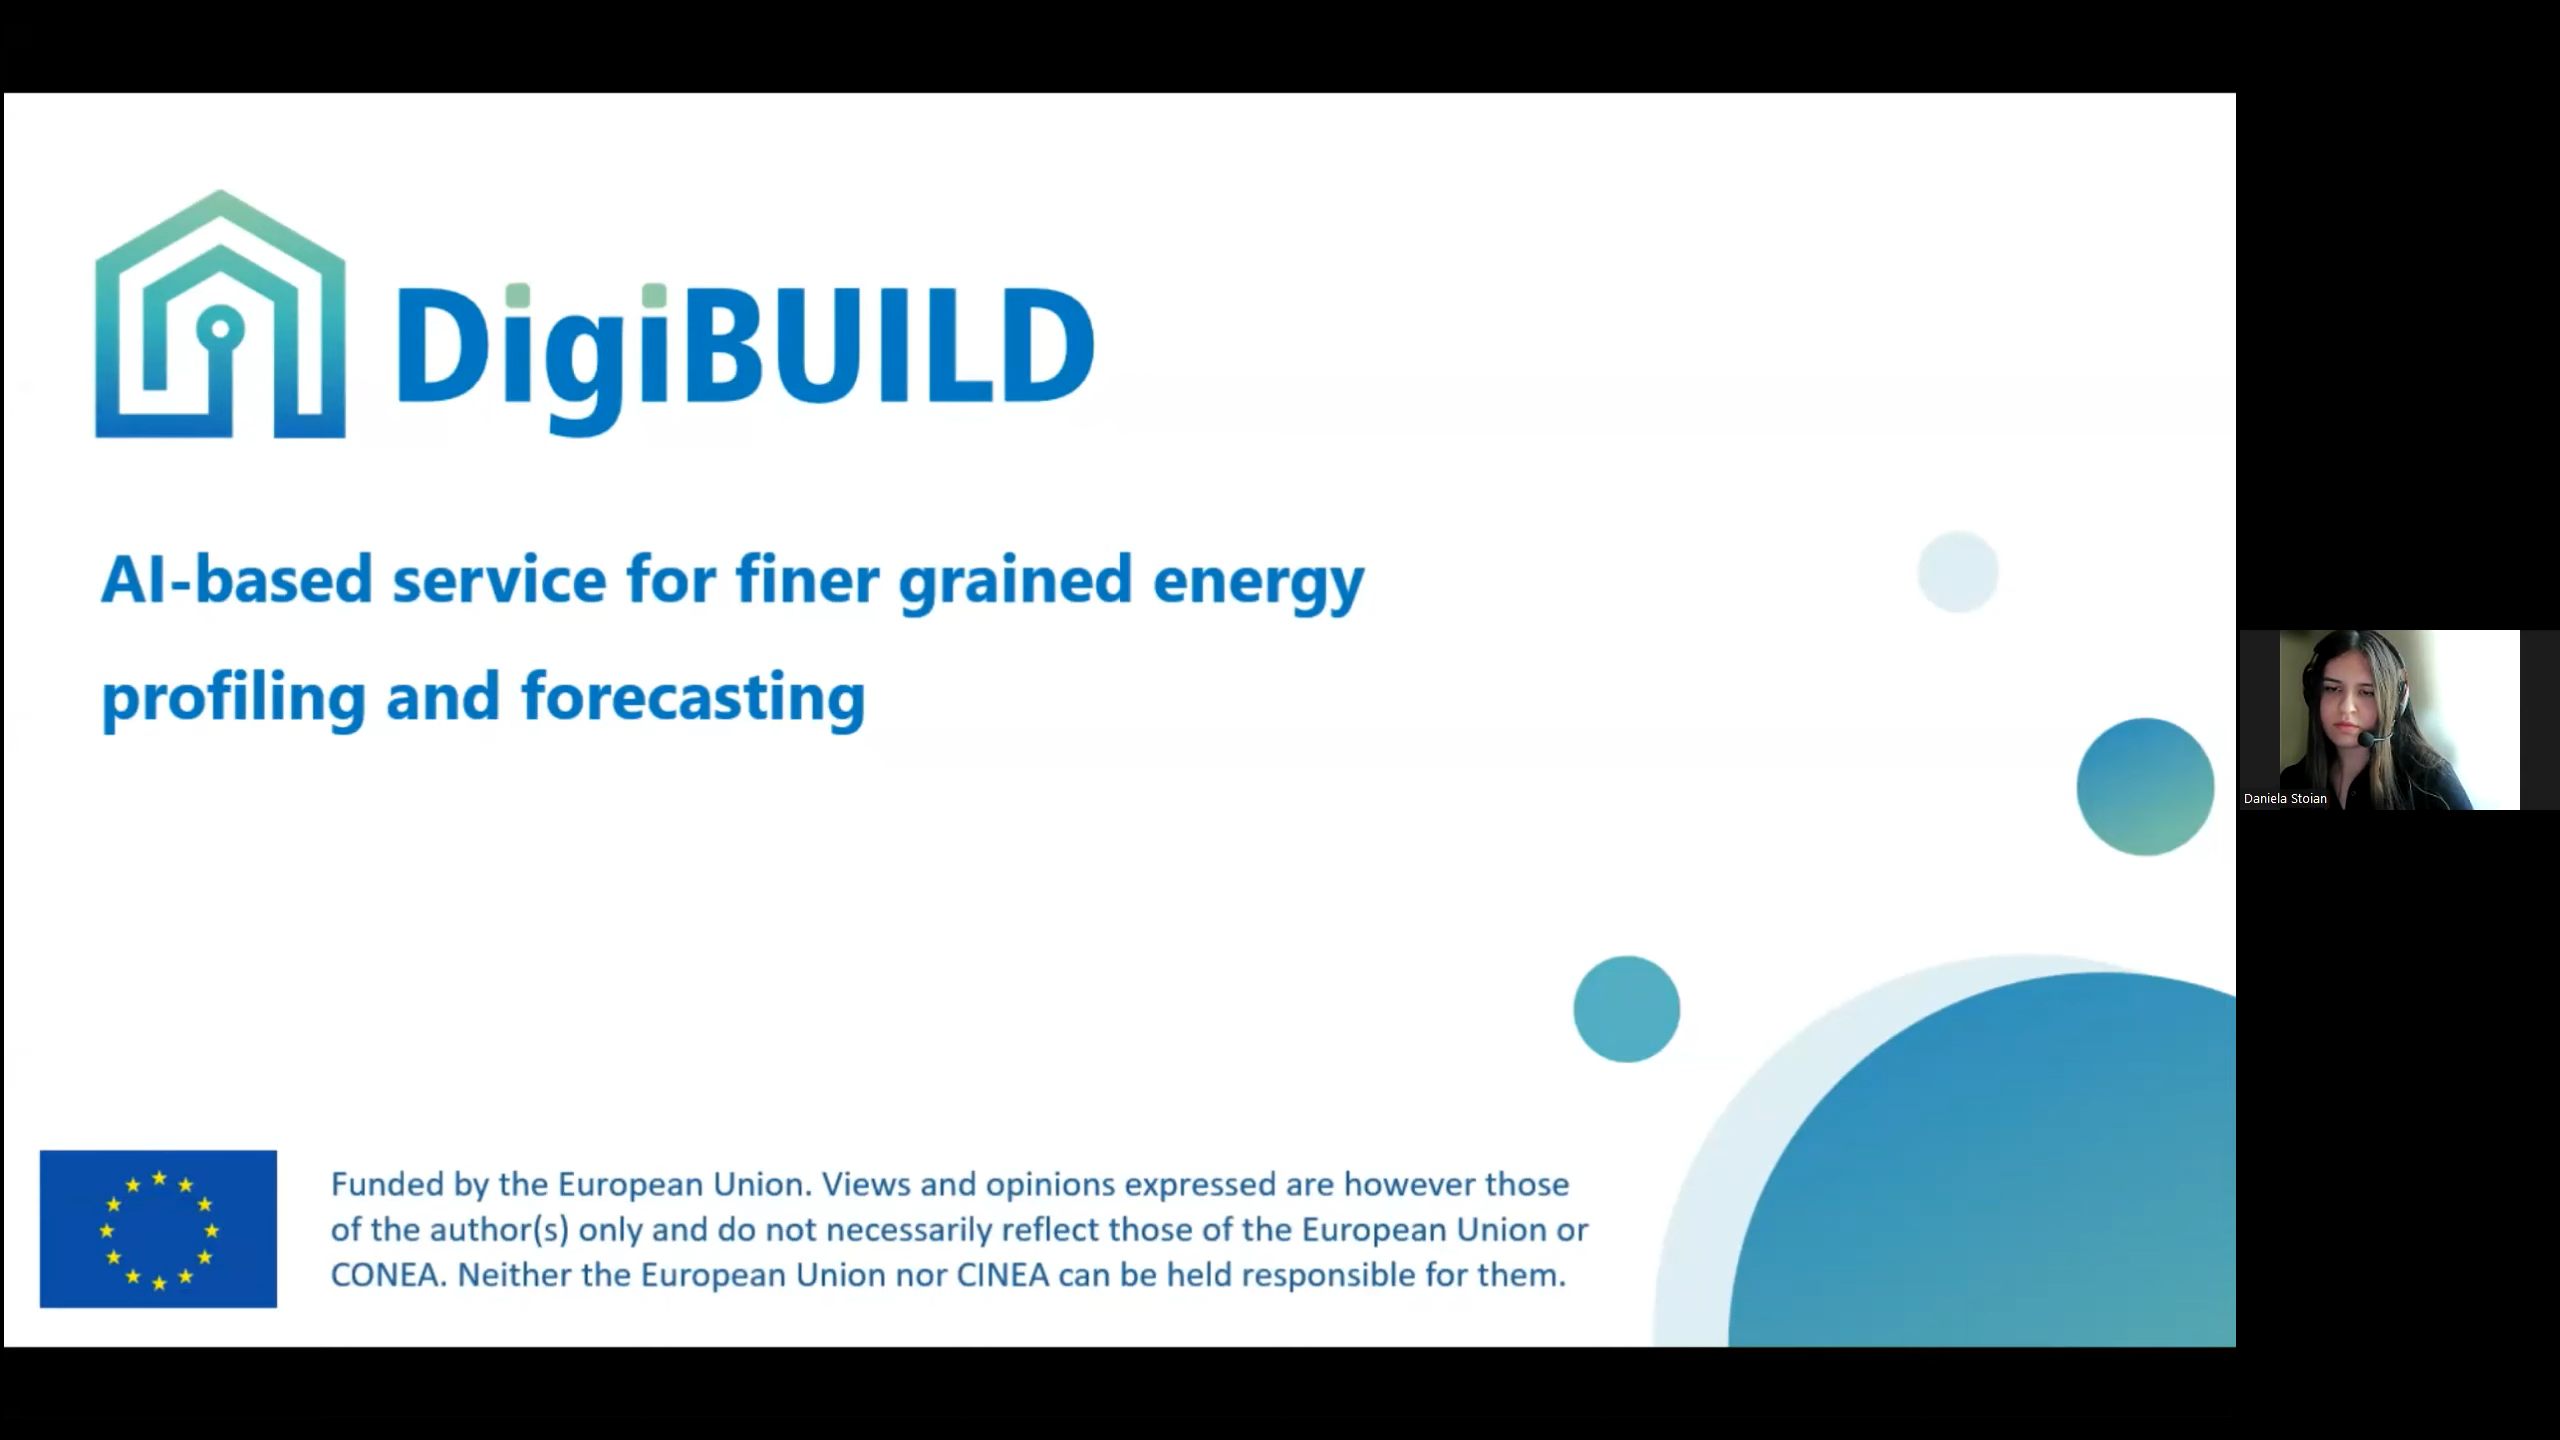 DigiBUILD
AI-based service for finer grained energy
profiling and forecasting
Daniela Stoian
Funded by the European Union. Views and opinions expressed are however those
of the author(s) only and do not necessarily reflect those of the European Union or
CONEA. Neither the European Union nor CINEA can be held responsible for them.